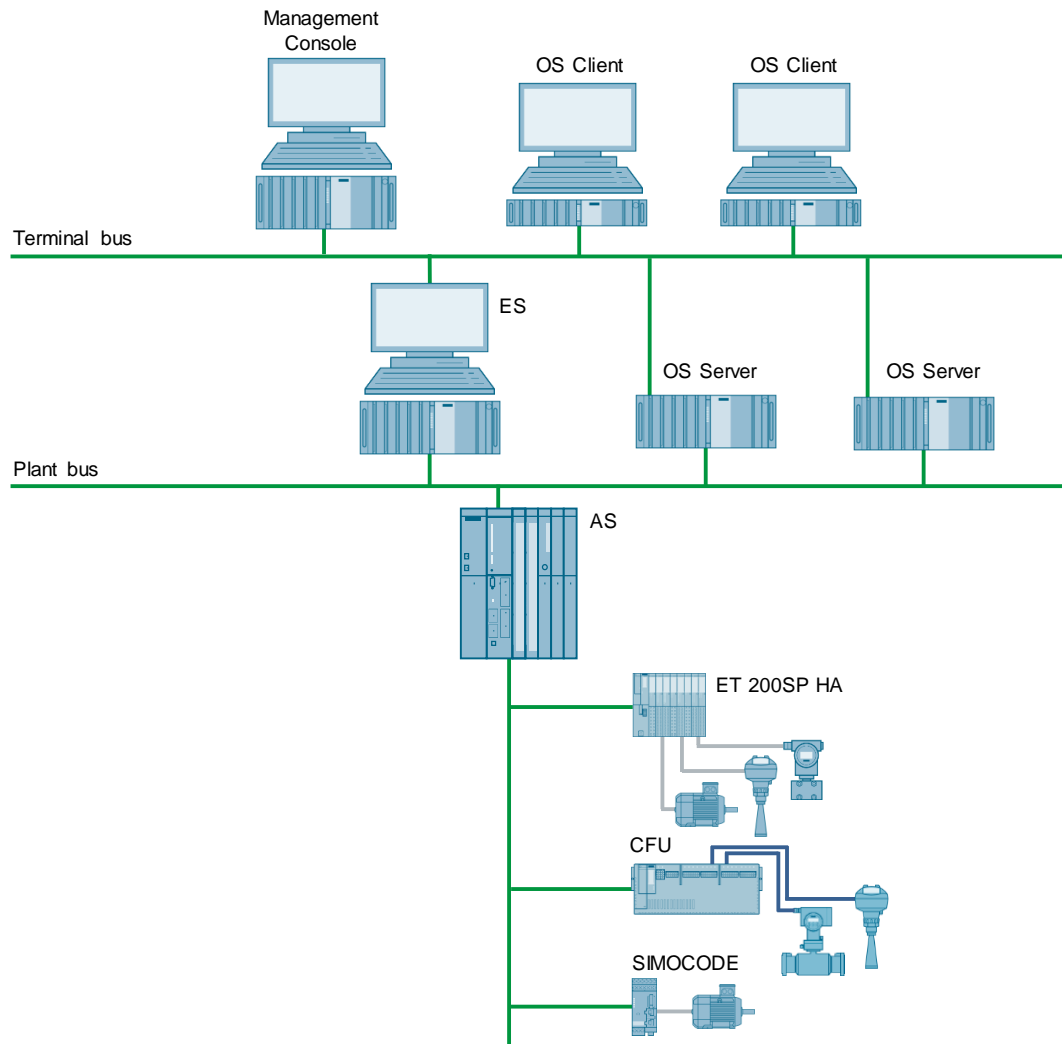 Management
Console
OS Client
OS Client
Terminal bus
ES
OS Server
OS Server
Plant bus
AS
ET 200SP HA
CFU
SIMOCODE